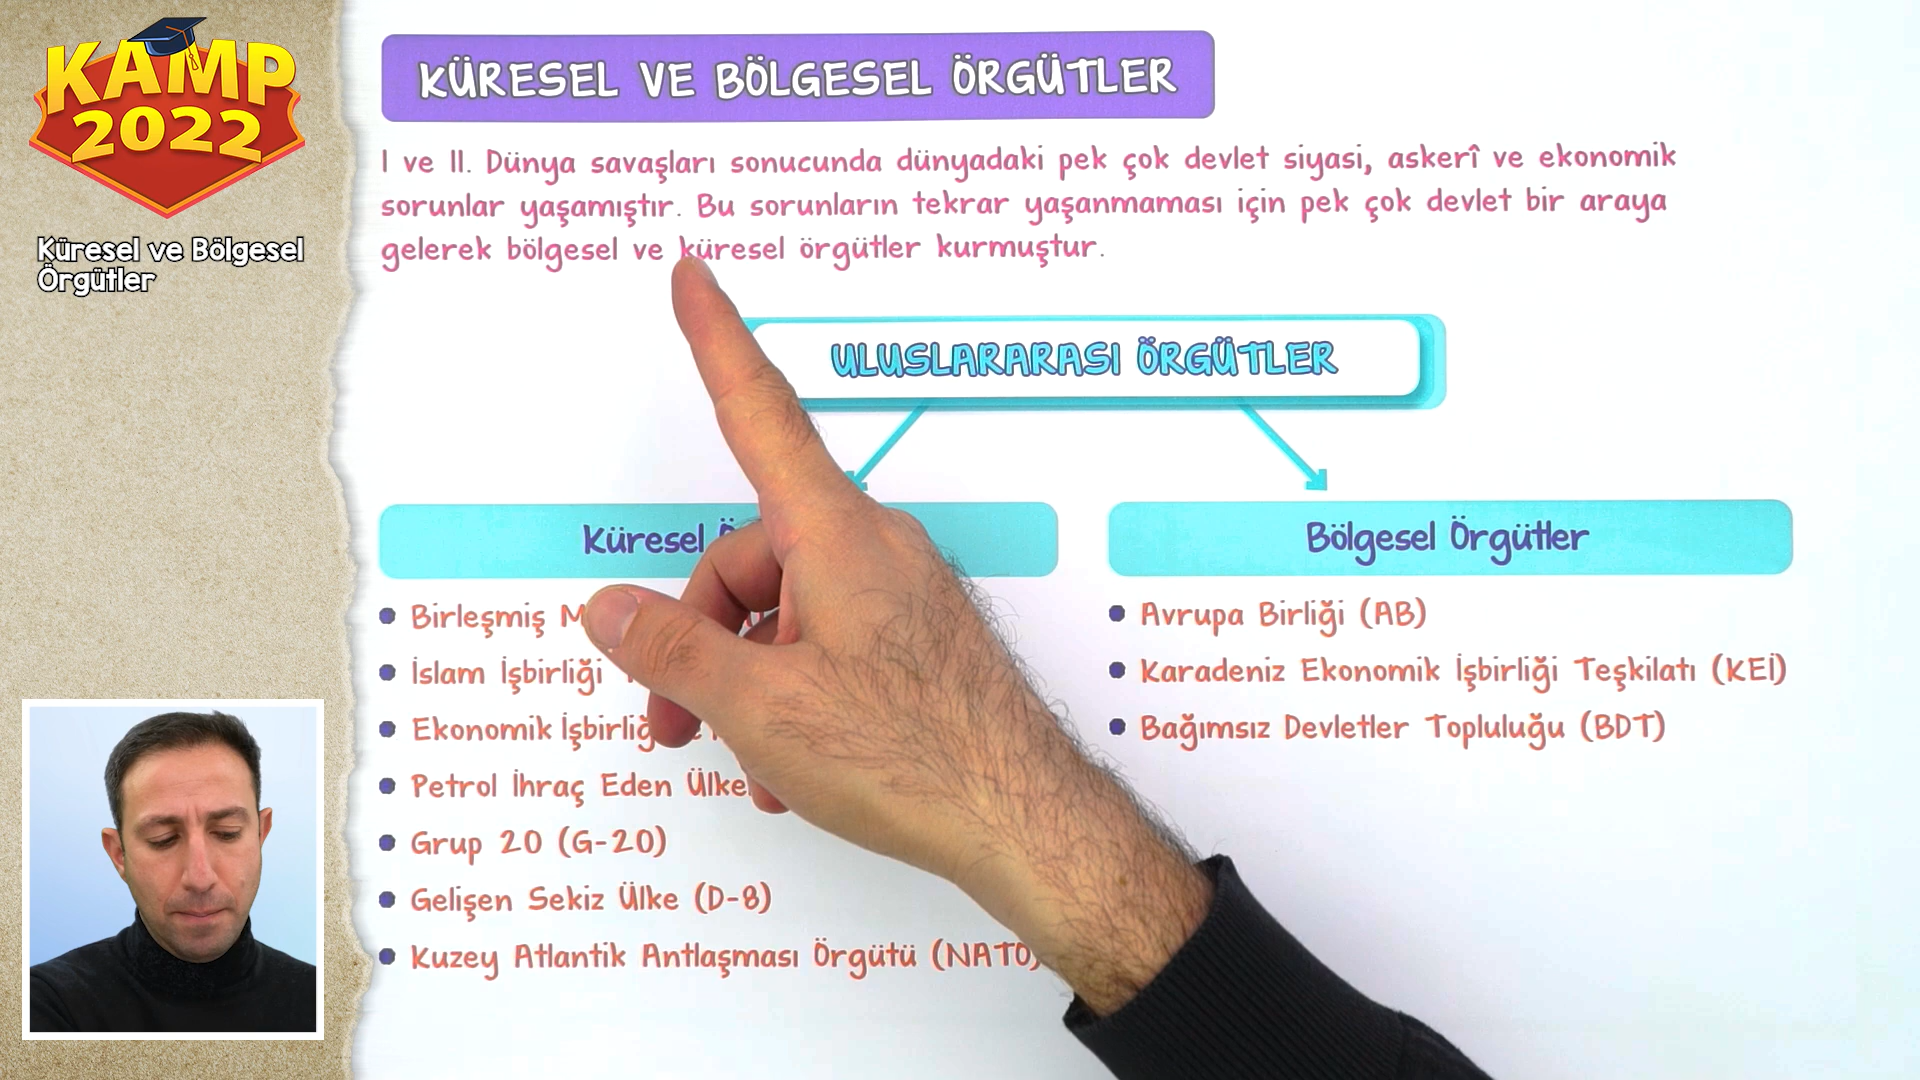 KAMP
2022
Küresel ve Bölgesel
Örgütler
KÜRESEL VE BÖLGESEL ÖRGÜTLER
I ve II. Dünya savaşları sonucunda dünyadaki pek çok devlet siyasi, askerî ve ekonomik
sorunlar yaşamıştır. Bu sorunların tekrar yaşanmaması için pek çok devlet bir araya
gelerek bölgesel ve küresel örgütler kurmuştur.
ULUSLARARASI ÖRGÜTLER
Küresel
Birleşmiş
İslam İşbirliği
Ekonomik İşbirliği
Petrol İhraç Eden
Grup 20 (G-20)
Gelişen Sekiz Ülke (D-8)
Kuzey Atlantik Antlaşması Örgütü (NATO)
Bölgesel Örgütler
Avrupa Birliği (AB)
Karadeniz Ekonomik İşbirliği Teşkilatı (KEİ)
Bağımsız Devletler Topluluğu (BDT)